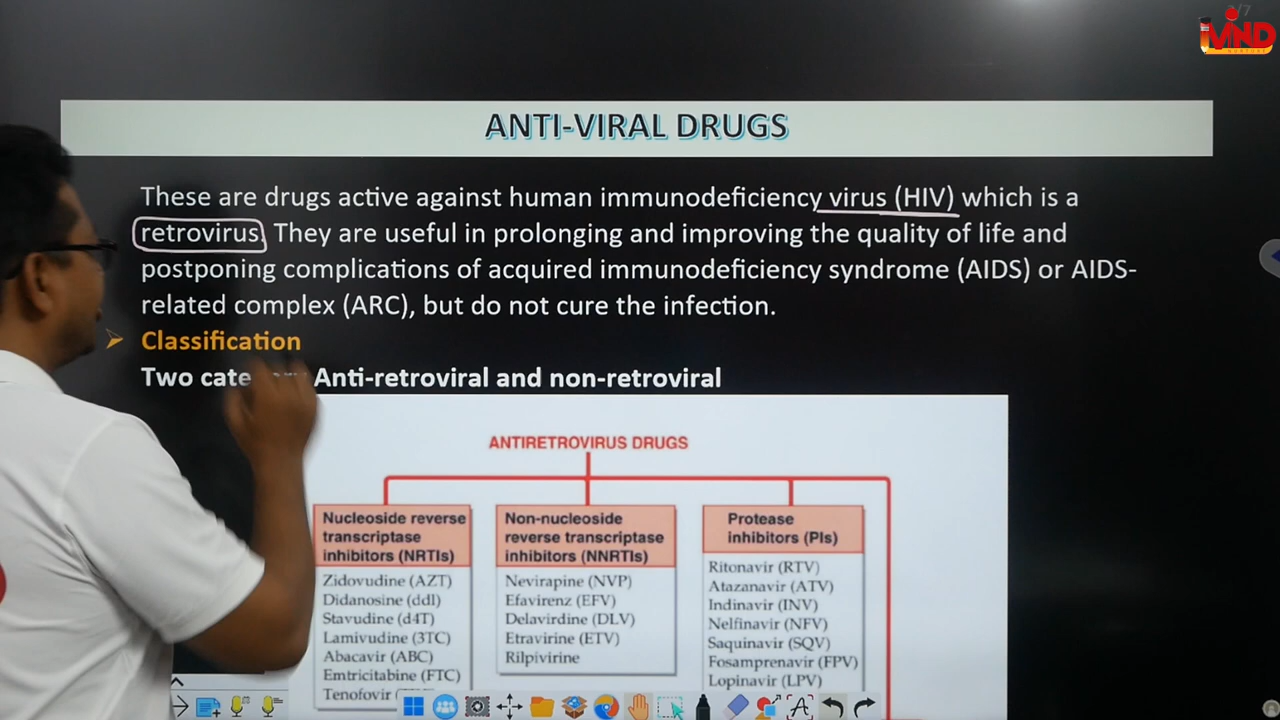 MIND
ANTI-VIRAL DRUGS
These are drugs active against human immunodeficiency virus (HIV) which is a
retrovirus. They are useful in prolonging and improving the quality of life and
postponing complications of acquired immunodeficiency syndrome (AIDS) or AIDS-
related complex (ARC), but do not cure the infection.
Classification
Two Anti-retroviral and non-retroviral
ANTIRETROVIRUS DRUGS
Nucleoside reverse
transcriptase
inhibitors (NRTIs)
Zidovudine (AZT)
Didanosine (ddI)
Stavudine (d4T)
Lamivudine (3TC)
Abacavir (ABC)
Emtricitabine (FTC)
Tenofovir
Non-nucleoside
reverse transcriptase
inhibitors (NNRTIs)
Nevirapine (NVP)
Efavirenz (EFV)
Delavirdine (DLV)
Etravirine (ETV)
Rilpivirine
Protease
inhibitors (PIs)
Ritonavir (RTV)
Atazanavir (ATV)
Indinavir (INV)
Nelfinavir (NFV)
Saquinavir (SQV)
Fosamprenavir (FPV)
Lopinavir (LPV)